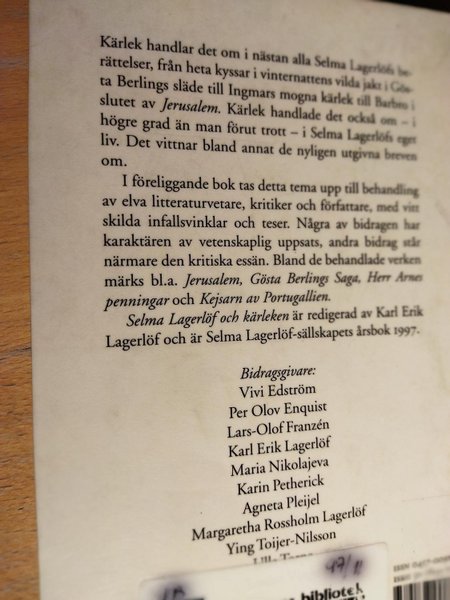 Kärlek handlar det om i nästan alla Selma Lagerlöfs be-
rättelser, från heta kyssar i vinternattens vilda jakt i Gös-
ta Berlings släde till Ingmars mogna kärlek till Barbro i
slutet av Jerusalem. Kärlek handlade det också om – i
högre grad än man förut trott – i Selma Lagerlöfs eget
liv. Det vittnar bland annat de nyligen utgivna breven
om.
I föreliggande bok tas detta tema upp till behandling
av elva litteraturvetare, kritiker och författare, med vitt
skilda infallsvinklar och teser. Några av bidragen har
karaktären av vetenskaplig uppsats, andra bidrag står
närmare den kritiska essän. Bland de behandlade verken
märks bl.a. Jerusalem, Gösta Berlings Saga, Herr Arnes
penningar och Kejsarn av Portugallien.
Selma Lagerlöf och kärleken är redigerad av Karl Erik
Lagerlöf och är Selma Lagerlöf-sällskapets årsbok 1997.
Bidragsgivare:
Vivi Edström
Per Olov Enquist
Lars-Olof Franzén
Karl Erik Lagerlöf
Maria Nikolajeva
Karin Petherick
Agneta Pleijel
Margaretha Rossholm Lagerlöf
Ying Toijer-Nilsson
ISSN
bibliotek